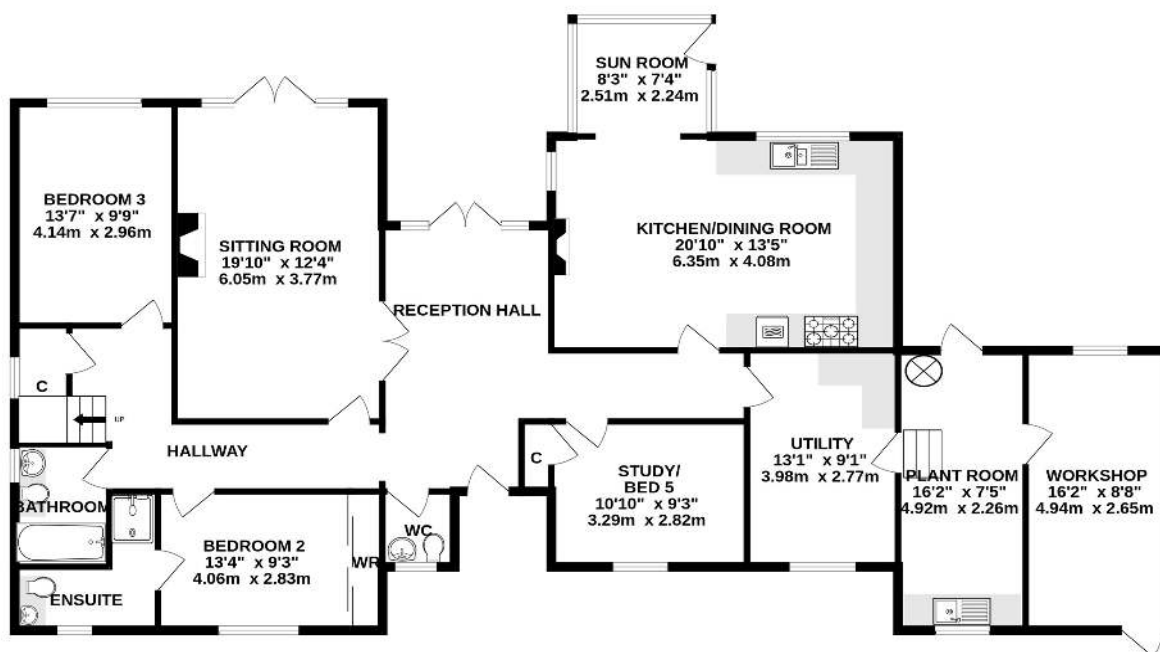 SUN ROOM
8'3" x 7'4"
2.51m x 2.24m
BEDROOM 3
13'7" x 9'9"
4.14m x 2.96m
SITTING ROOM
19'10" x 12'4"
6.05m x 3.77m
KITCHEN/DINING ROOM
20'10" x 13'5"
6.35m x 4.08m
RECEPTION HALL
C
UP
HALLWAY
C
STUDY/
BED 5
10'10" x 9'3"
3.29m x 2.82m
UTILITY
13'1" x 9'1"
3.98m x 2.77m
PLANT ROOM
16'2" x 7'5"
4.92m x 2.26m
WORKSHOP
16'2" x 8'8"
4.94m x 2.65m
BATHROOM
BEDROOM 2
13'4" x 9'3"
4.06m x 2.83m
WR
WC
ENSUITE